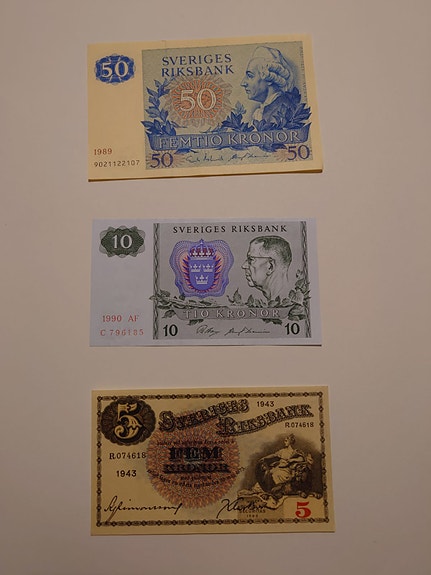 50
SVERIGES
RIKSBANK
50
FEMTIO KRONOR
1989
9021122107
50
50
10
SVERIGES RIKSBANK
1990 AF
C 796185
TIO KRONOR
10
10
5
SVERIGES
RIKSBANK
1943
R.074618
R.074618
FEM
KRONOR
1943
5